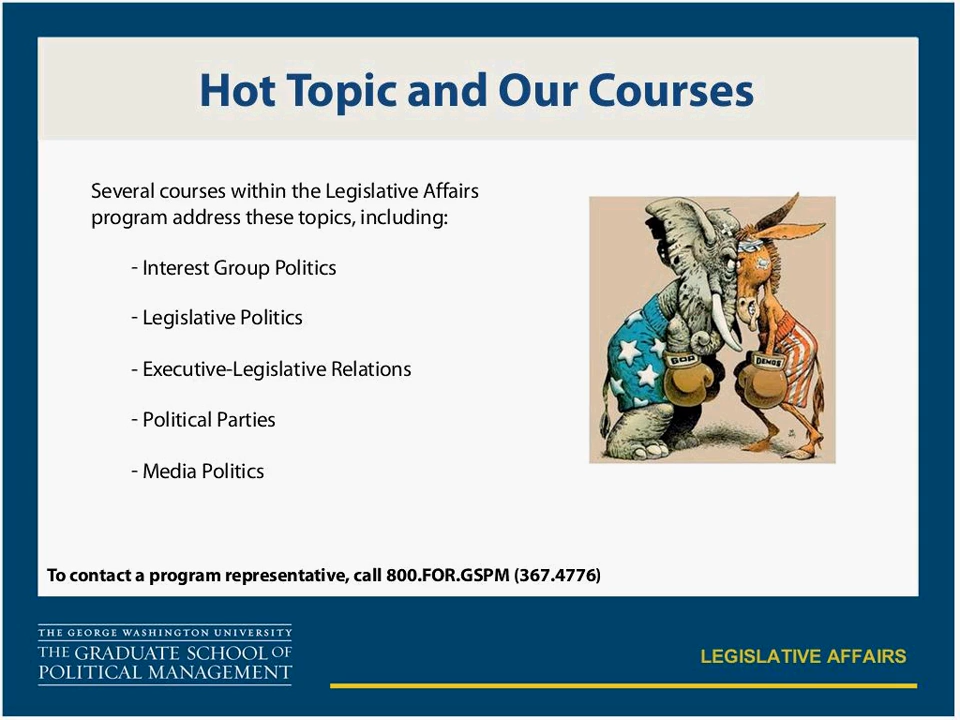 Hot Topic and Our Courses
Several courses within the Legislative Affairs
program address these topics, including:
- Interest Group Politics
- Legislative Politics
- Executive-Legislative Relations
- Political Parties
- Media Politics
GOP
DEMOS
To contact a program representative, call 800.FOR.GSPM (367.4776)
THE GEORGE WASHINGTON UNIVERSITY
THE GRADUATE SCHOOL OF
POLITICAL MANAGEMENT
LEGISLATIVE AFFAIRS